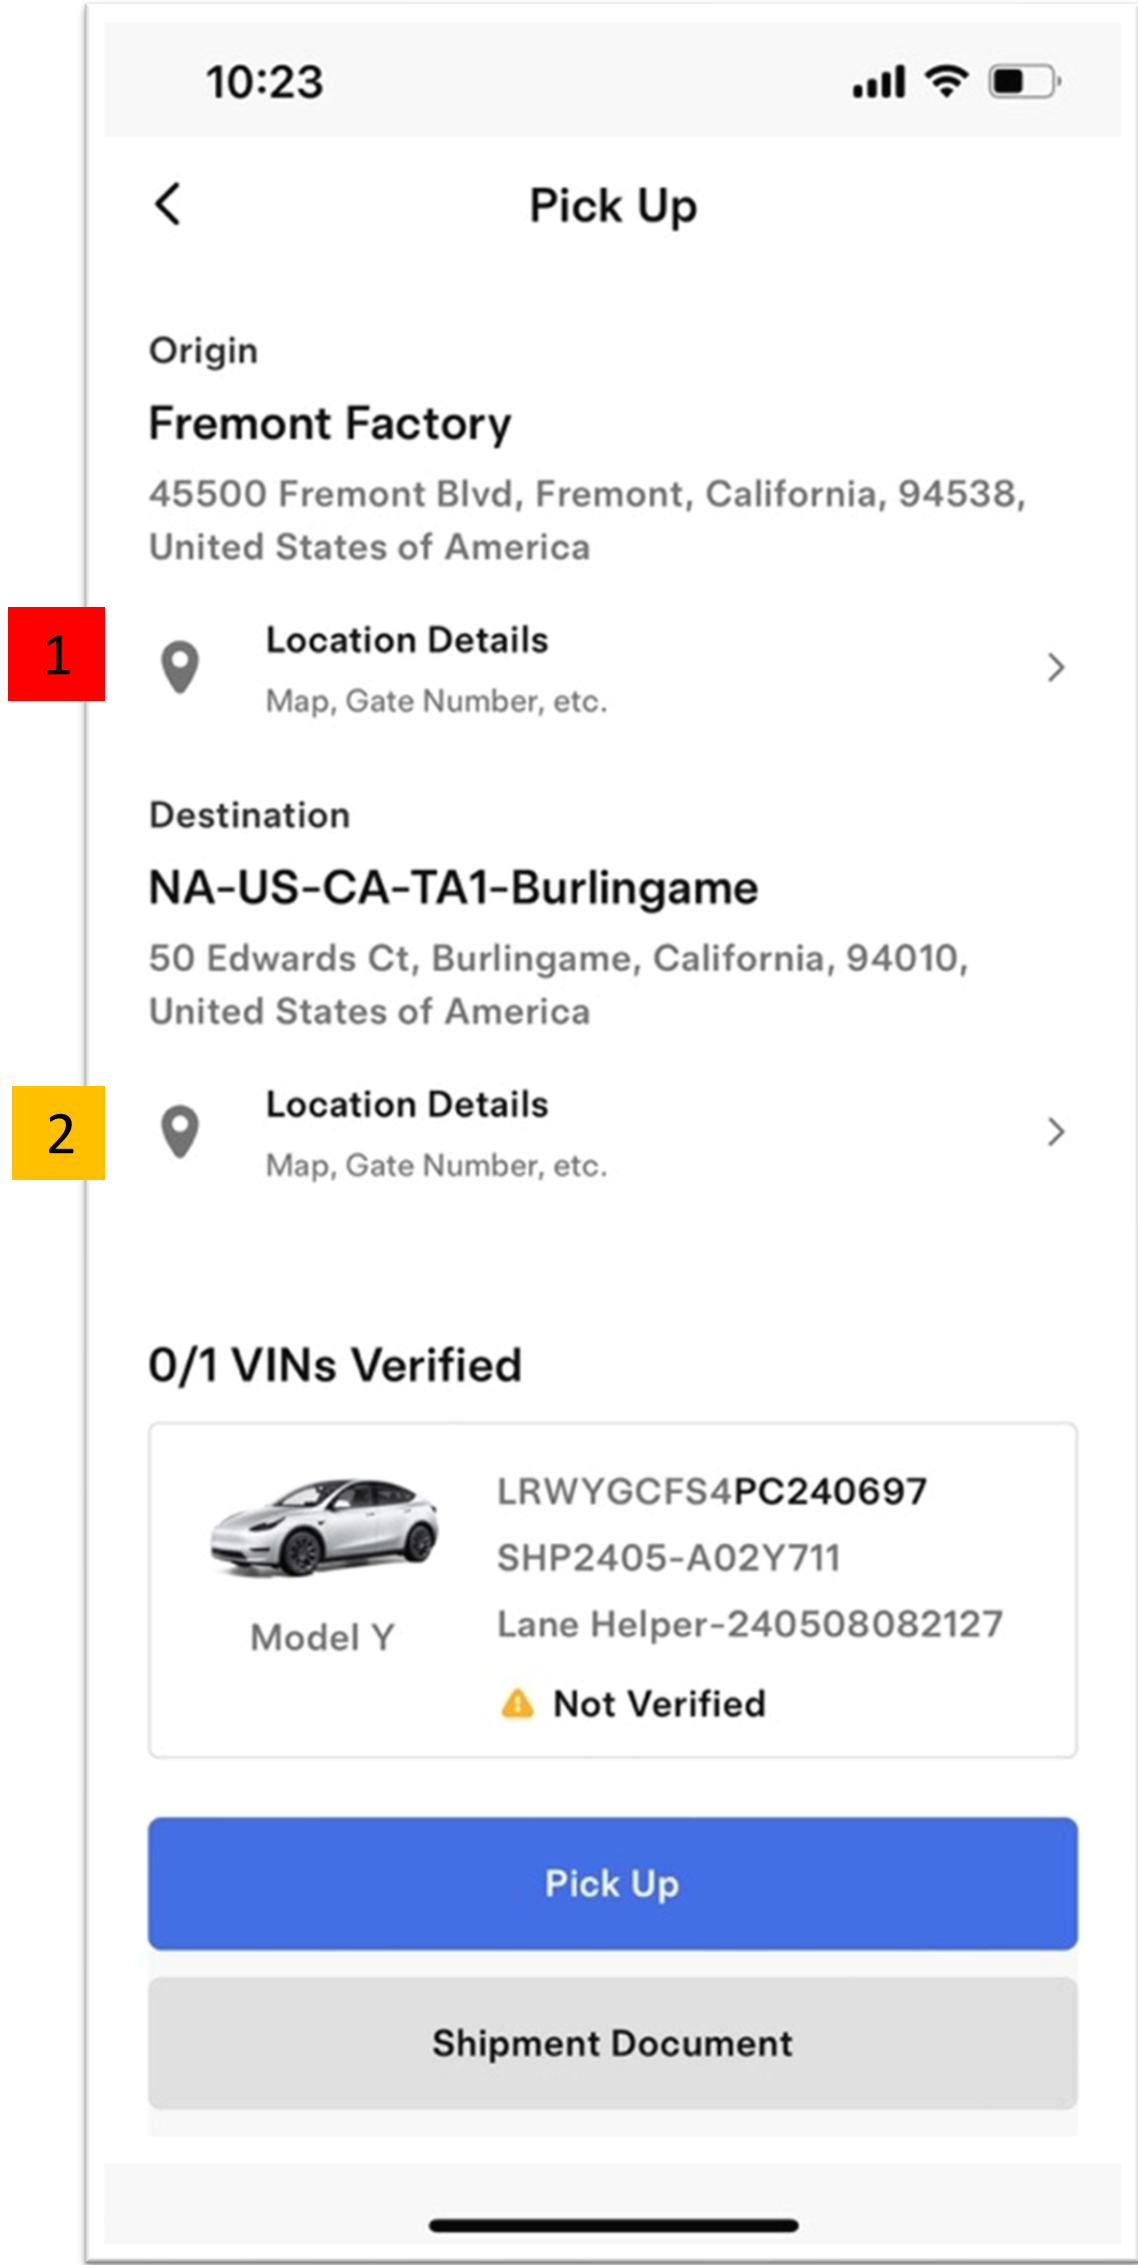 10:23
Pick Up
Origin
Fremont Factory
45500 Fremont Blvd, Fremont, California, 94538,
United States of America
1
Location Details
Map, Gate Number, etc.
Destination
NA-US-CA-TA1-Burlingame
50 Edwards Ct, Burlingame, California, 94010,
United States of America
2
Location Details
Map, Gate Number, etc.
0/1 VINs Verified
LRWYGCFS4PC240697
SHP2405-A02Y711
Model Y
Lane Helper-240508082127
Not Verified
Pick Up
Shipment Document